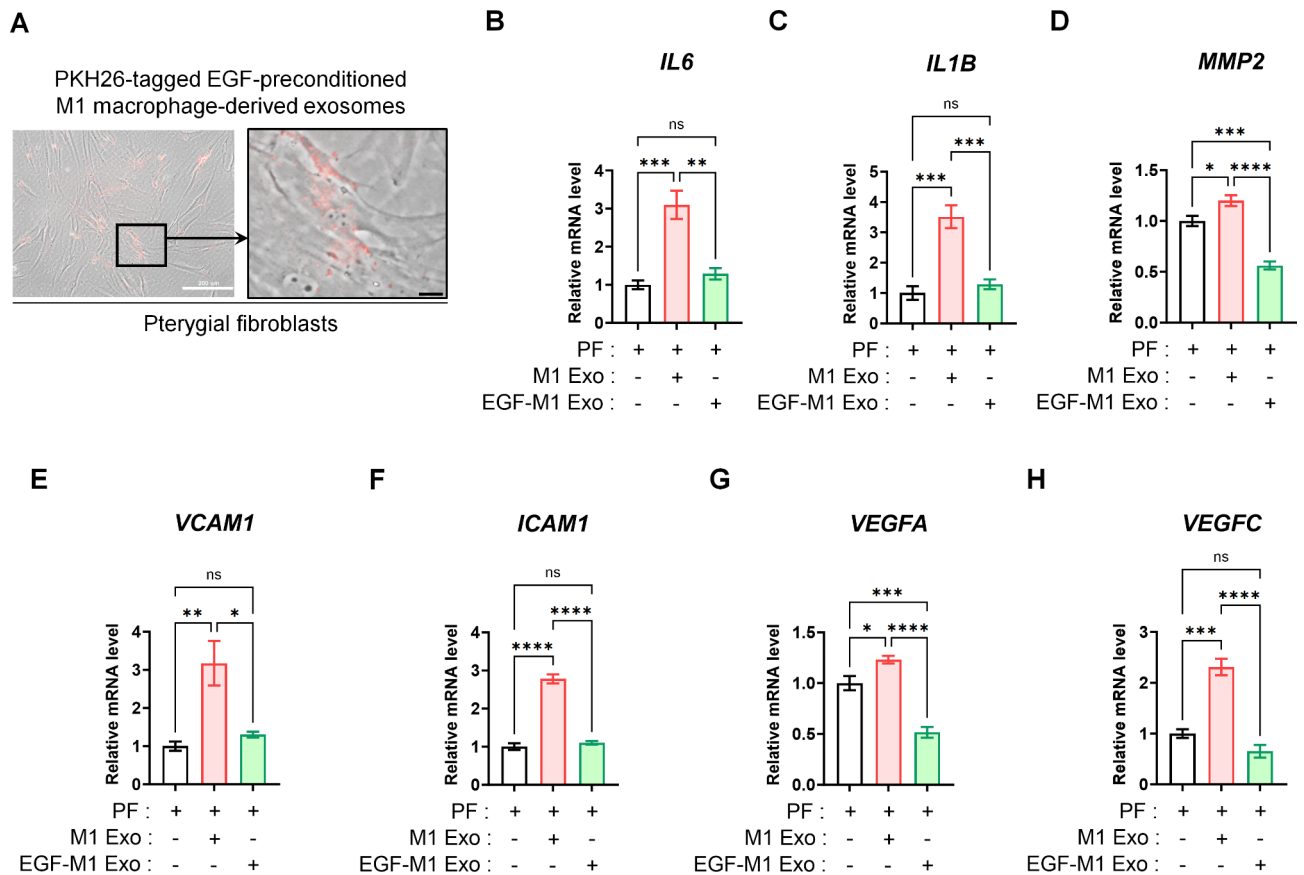 A
PKH26-tagged EGF-preconditioned
M1 macrophage-derived exosomes
200 µm
Pterygial fibroblasts
B
IL6
ns
*** **
Relative mRNA level
4
3
2
1
0
PF : + + +
M1 Exo : - + -
EGF-M1 Exo : - - +
C
IL1B
ns
***
***
Relative mRNA level
5
4
3
2
1
0
PF : + + +
M1 Exo : - + -
EGF-M1 Exo : - - +
D
MMP2
***
* ****
Relative mRNA level
1.5
1.0
0.5
0.0
PF : + + +
M1 Exo : - + -
EGF-M1 Exo : - - +
E
VCAM1
ns
** *
Relative mRNA level
4
3
2
1
0
PF : + + +
M1 Exo : - + -
EGF-M1 Exo : - - +
F
ICAM1
ns
****
****
Relative mRNA level
4
3
2
1
0
PF : + + +
M1 Exo : - + -
EGF-M1 Exo : - - +
G
VEGFA
***
* ****
Relative mRNA level
1.5
1.0
0.5
0.0
PF : + + +
M1 Exo : - + -
EGF-M1 Exo : - - +
H
VEGFC
ns
****
***
Relative mRNA level
3
2
1
0
PF : + + +
M1 Exo : - + -
EGF-M1 Exo : - - +